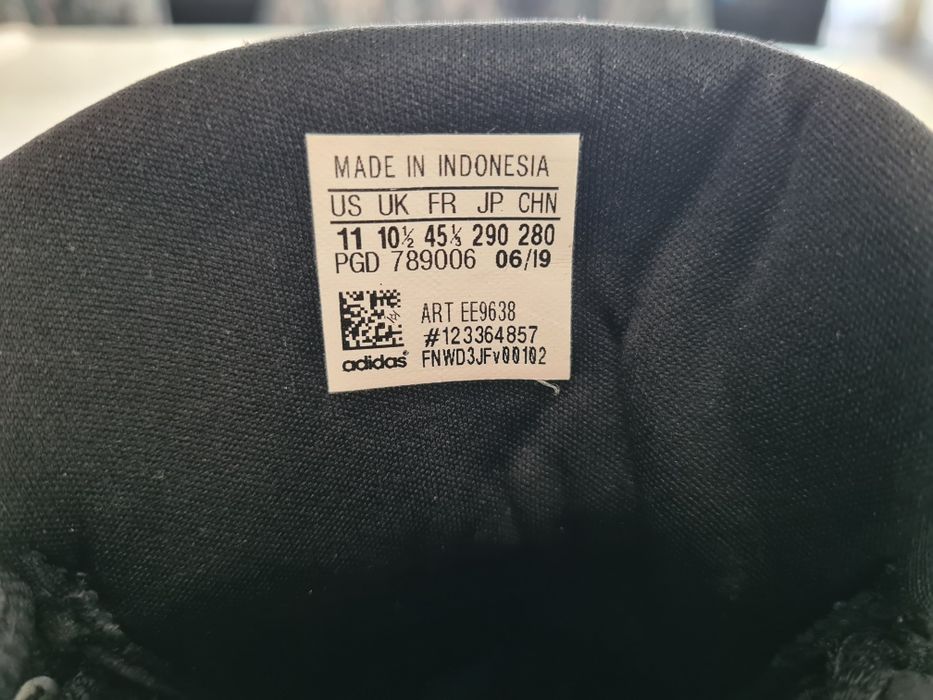 MADE IN INDONESIA
US UK FR JP CHN
11 10½ 45⅓ 290 280
PGD 789006 06/19
ART EE9638
#123364857
adidas® FNWD3JFv00102